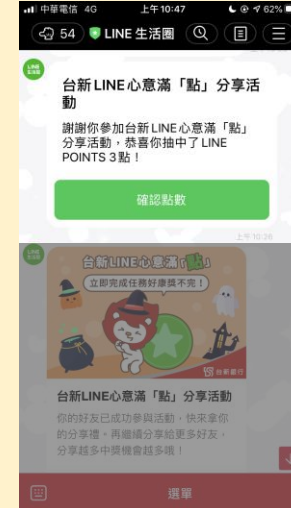 中華電信 4G 上午10:47 62%
54 LINE 生活圈
台新LINE心意滿「點」分享活
動
謝謝你參加台新LINE心意滿「點」
分享活動,恭喜你抽中了LINE
POINTS 3點!
確認點數
上午10:36
台新LINE心意滿「點」
立即完成任務好康獎不完!
台新銀行
台新LINE心意滿「點」分享活動
你的好友已成功參與活動,快來拿你
的分享禮。再繼續分享給更多好友,
分享越多中獎機會越多哦!
選單